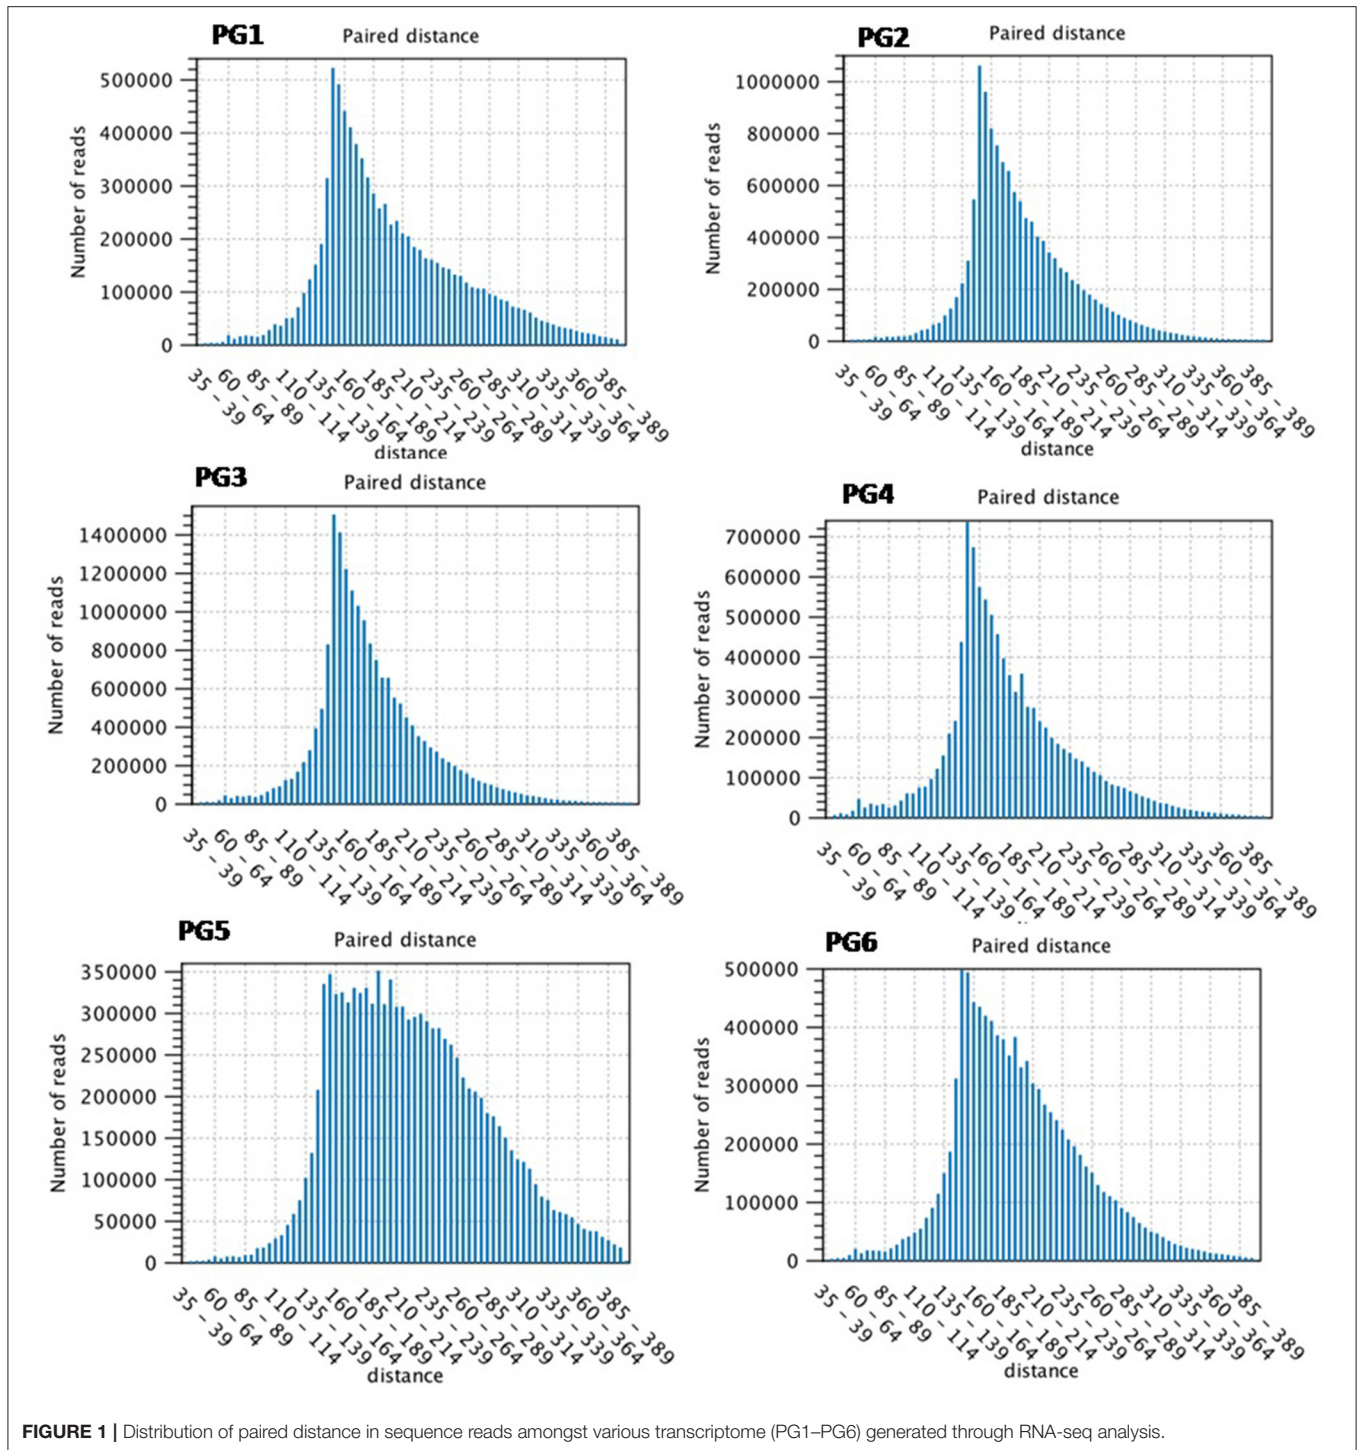 PG1 Paired distance
Number of reads
500000
400000
300000
200000
100000
0
35 – 39
60 – 64
85 – 89
110 – 114
135 – 139
160 – 164
185 – 189
210 – 214
235 – 239
260 – 264
285 – 289
310 – 314
335 – 339
360 – 364
385 – 389
distance
PG2 Paired distance
Number of reads
1000000
800000
600000
400000
200000
0
35 – 39
60 – 64
85 – 89
110 – 114
135 – 139
160 – 164
185 – 189
210 – 214
235 – 239
260 – 264
285 – 289
310 – 314
335 – 339
360 – 364
385 – 389
distance
PG3 Paired distance
Number of reads
1400000
1200000
1000000
800000
600000
400000
200000
0
35 – 39
60 – 64
85 – 89
110 – 114
135 – 139
160 – 164
185 – 189
210 – 214
235 – 239
260 – 264
285 – 289
310 – 314
335 – 339
360 – 364
385 – 389
PG4 Paired distance
Number of reads
700000
600000
500000
400000
300000
200000
100000
0
35 – 39
60 – 64
85 – 89
110 – 114
135 – 139
160 – 164
185 – 189
210 – 214
235 – 239
260 – 264
285 – 289
310 – 314
335 – 339
360 – 364
385 – 389
PG5 Paired distance
Number of reads
350000
300000
250000
200000
150000
100000
50000
0
35 – 39
60 – 64
85 – 89
110 – 114
135 – 139
160 – 164
185 – 189
210 – 214
235 – 239
260 – 264
285 – 289
310 – 314
335 – 339
360 – 364
385 – 389
distance
PG6 Paired distance
Number of reads
500000
400000
300000
200000
100000
0
35 – 39
60 – 64
85 – 89
110 – 114
135 – 139
160 – 164
185 – 189
210 – 214
235 – 239
260 – 264
285 – 289
310 – 314
335 – 339
360 – 364
385 – 389
distance
FIGURE 1 | Distribution of paired distance in sequence reads amongst various transcriptome (PG1–PG6) generated through RNA-seq analysis.